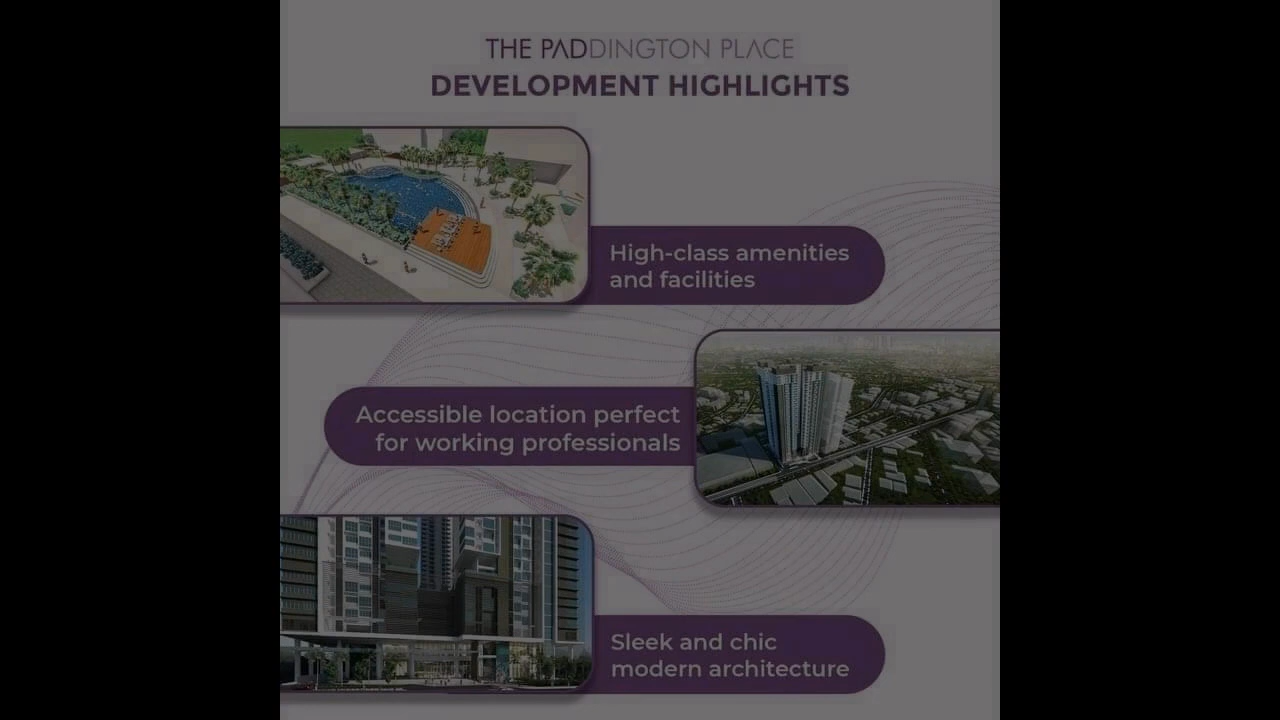 THE PADDINGTON PLACE
DEVELOPMENT HIGHLIGHTS
High-class amenities
and facilities
Accessible location perfect
for working professionals
Sleek and chic
modern architecture